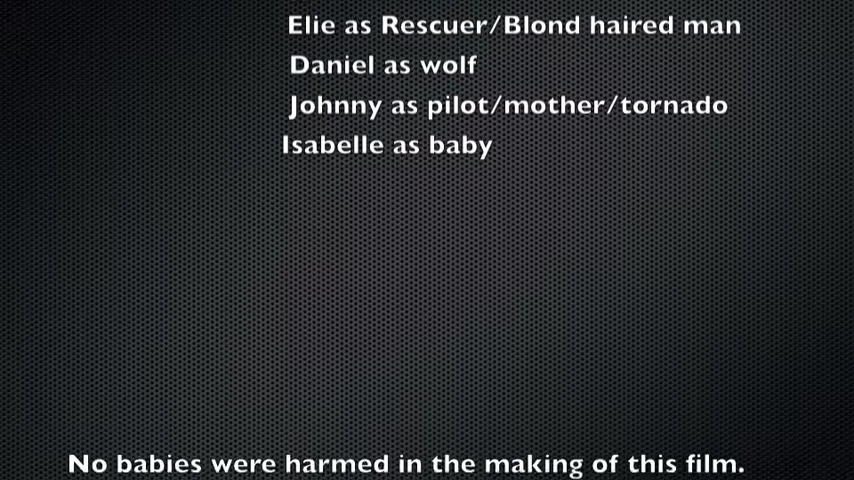 Elie as Rescuer/Blond haired man
Daniel as wolf
Johnny as pilot/mother/tornado
Isabelle as baby
No babies were harmed in the making of this film.